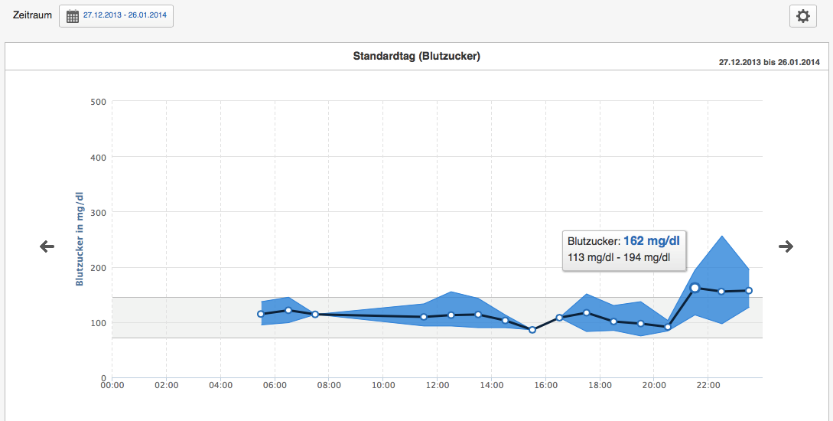 Zeitraum 27.12.2013 - 26.01.2014
Standardtag (Blutzucker)
27.12.2013 bis 26.01.2014
Blutzucker in mg/dl
500
400
300
200
100
0
Blutzucker: 162 mg/dl
113 mg/dl - 194 mg/dl
00:00 02:00 04:00 06:00 08:00 10:00 12:00 14:00 16:00 18:00 20:00 22:00